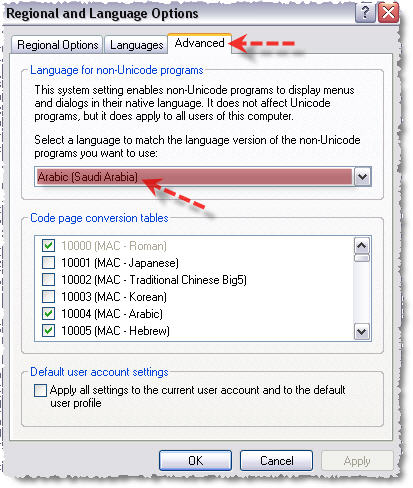 Regional and Language Options
Regional Options
Languages
Advanced
Language for non-Unicode programs
This system setting enables non-Unicode programs to display menus
and dialogs in their native language. It does not affect Unicode
programs, but it does apply to all users of this computer.
Select a language to match the language version of the non-Unicode
programs you want to use:
Arabic (Saudi Arabia)
Code page conversion tables
10000 (MAC - Roman)
10001 (MAC - Japanese)
10002 (MAC - Traditional Chinese Big5)
10003 (MAC - Korean)
10004 (MAC - Arabic)
10005 (MAC - Hebrew)
Default user account settings
Apply all settings to the current user account and to the default
user profile
OK
Cancel
Apply